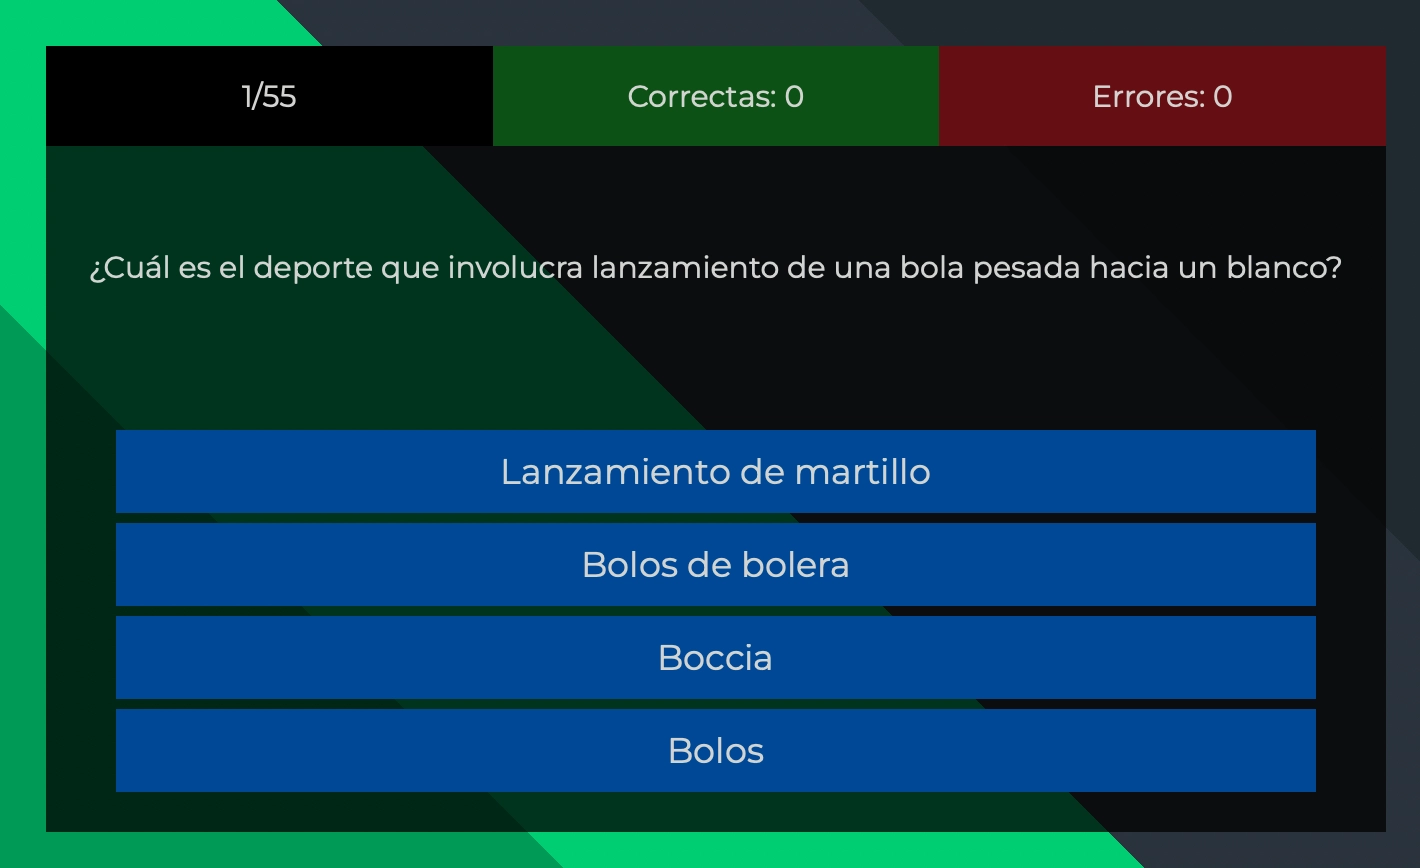 1/55
Correctas: 0
Errores: 0
¿Cuál es el deporte que involucra lanzamiento de una bola pesada hacia un blanco?
Lanzamiento de martillo
Bolos de bolera
Boccia
Bolos